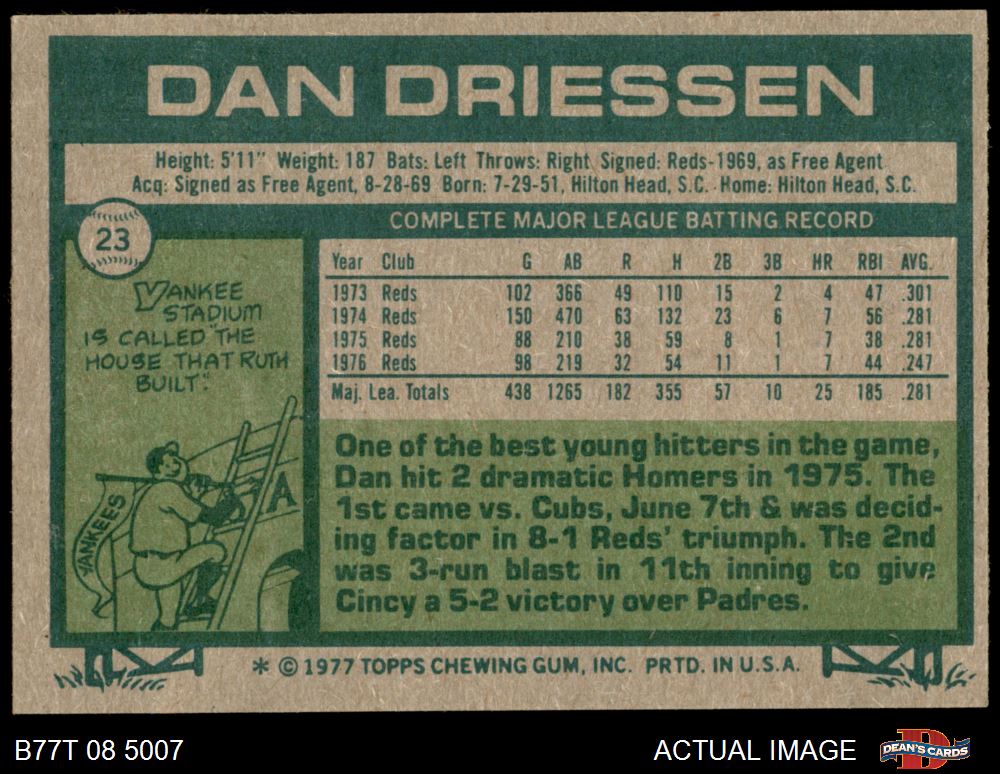 DAN DRIESSEN
Height: 5'11" Weight: 187 Bats: Left Throws: Right Signed: Reds-1969, as Free Agent
Acq: Signed as Free Agent, 8-28-69 Born: 7-29-51, Hilton Head, S.C. Home: Hilton Head, S.C.
23
COMPLETE MAJOR LEAGUE BATTING RECORD
YANKEE
STADIUM
IS CALLED "THE
HOUSE THAT RUTH
BUILT."
YANKEES
A
Year Club G AB R H 2B 3B HR RBI AVG.
1973 Reds 102 366 49 110 15 2 4 47 .301
1974 Reds 150 470 63 132 23 6 7 56 .281
1975 Reds 88 210 38 59 8 1 7 38 .281
1976 Reds 98 219 32 54 11 1 7 44 .247
Maj. Lea. Totals 438 1265 182 355 57 10 25 185 .281
One of the best young hitters in the game,
Dan hit 2 dramatic Homers in 1975. The
1st came vs. Cubs, June 7th & was decid-
ing factor in 8-1 Reds' triumph. The 2nd
was 3-run blast in 11th inning to give
Cincy a 5-2 victory over Padres.
* © 1977 TOPPS CHEWING GUM, INC. PRTD. IN U.S.A.
B77T 08 5007
ACTUAL IMAGE
DEAN'S CARDS